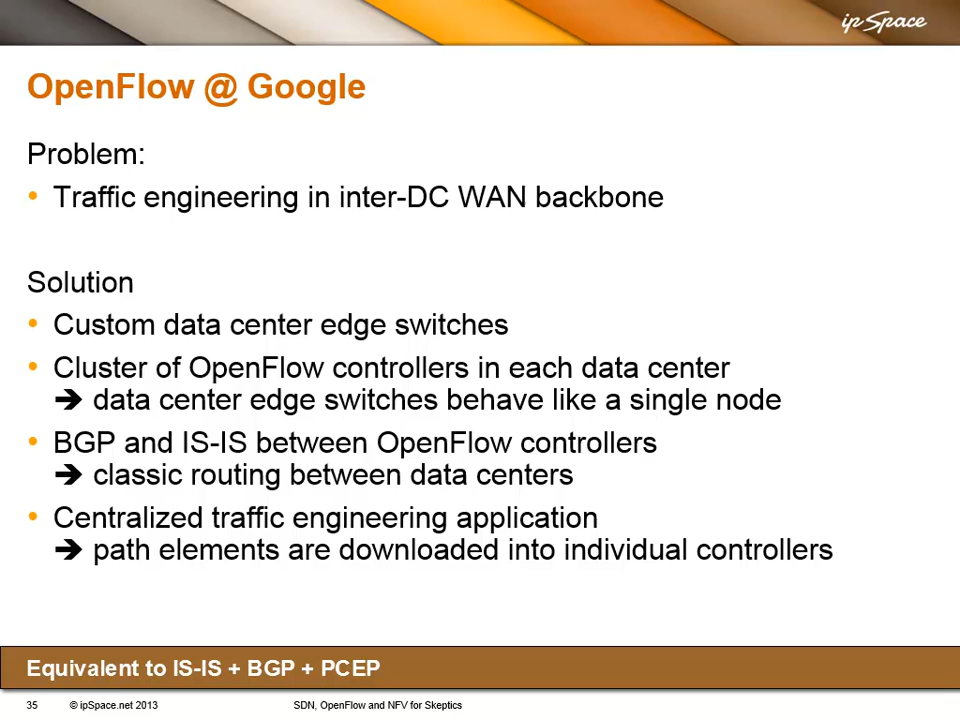 ipSpace
OpenFlow @ Google
Problem:
• Traffic engineering in inter-DC WAN backbone
Solution
• Custom data center edge switches
• Cluster of OpenFlow controllers in each data center
➔ data center edge switches behave like a single node
• BGP and IS-IS between OpenFlow controllers
➔ classic routing between data centers
• Centralized traffic engineering application
➔ path elements are downloaded into individual controllers
Equivalent to IS-IS + BGP + PCEP
35 © ipSpace.net 2013 SDN, OpenFlow and NFV for Skeptics